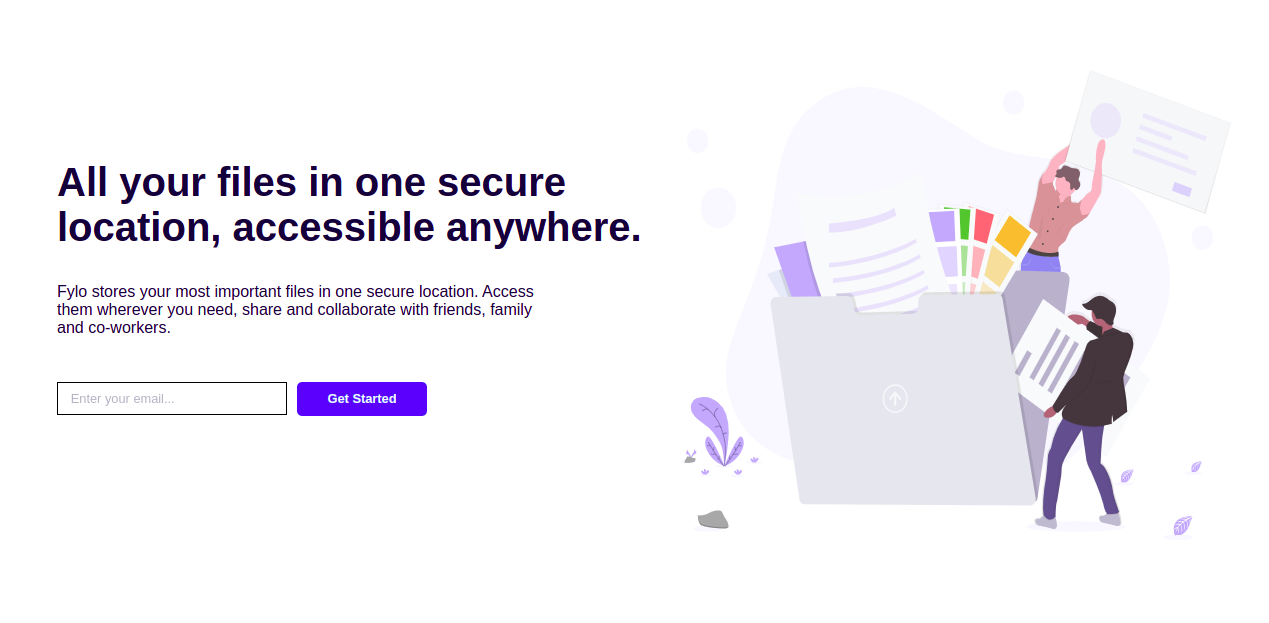 All your files in one secure
location, accessible anywhere.
Fylo stores your most important files in one secure location. Access
them wherever you need, share and collaborate with friends, family
and co-workers.
Enter your email...
Get Started